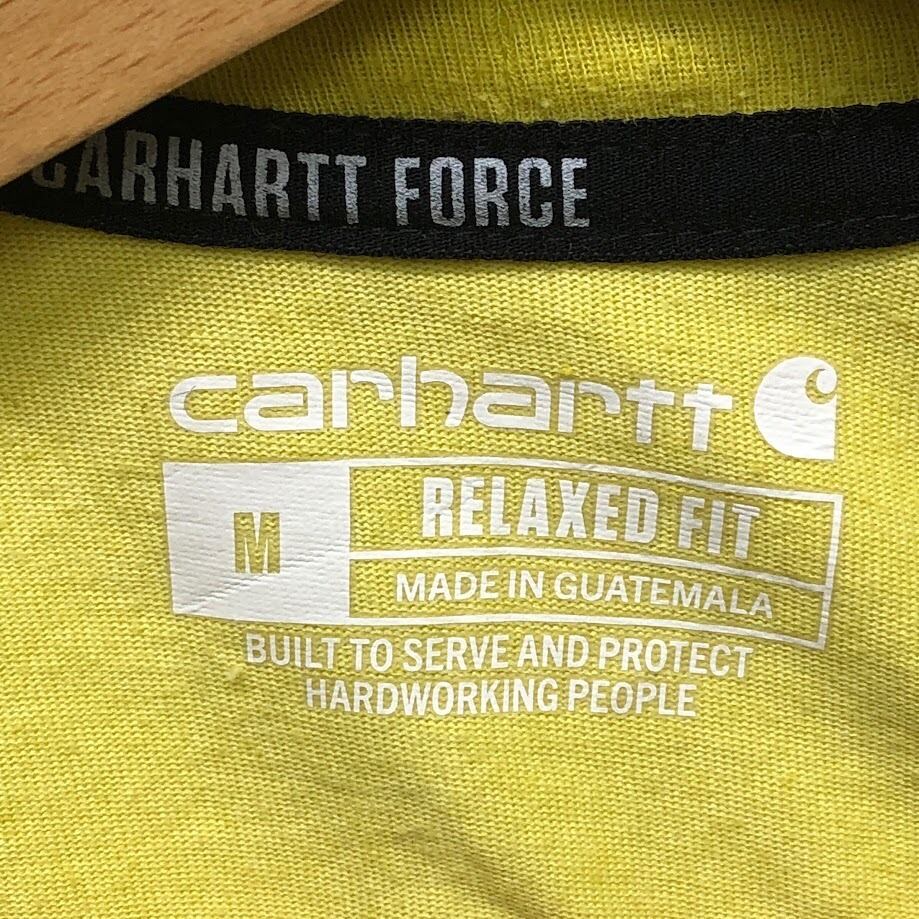 CARHARTT FORCE
carhartt
M
RELAXED FIT
MADE IN GUATEMALA
BUILT TO SERVE AND PROTECT
HARDWORKING PEOPLE